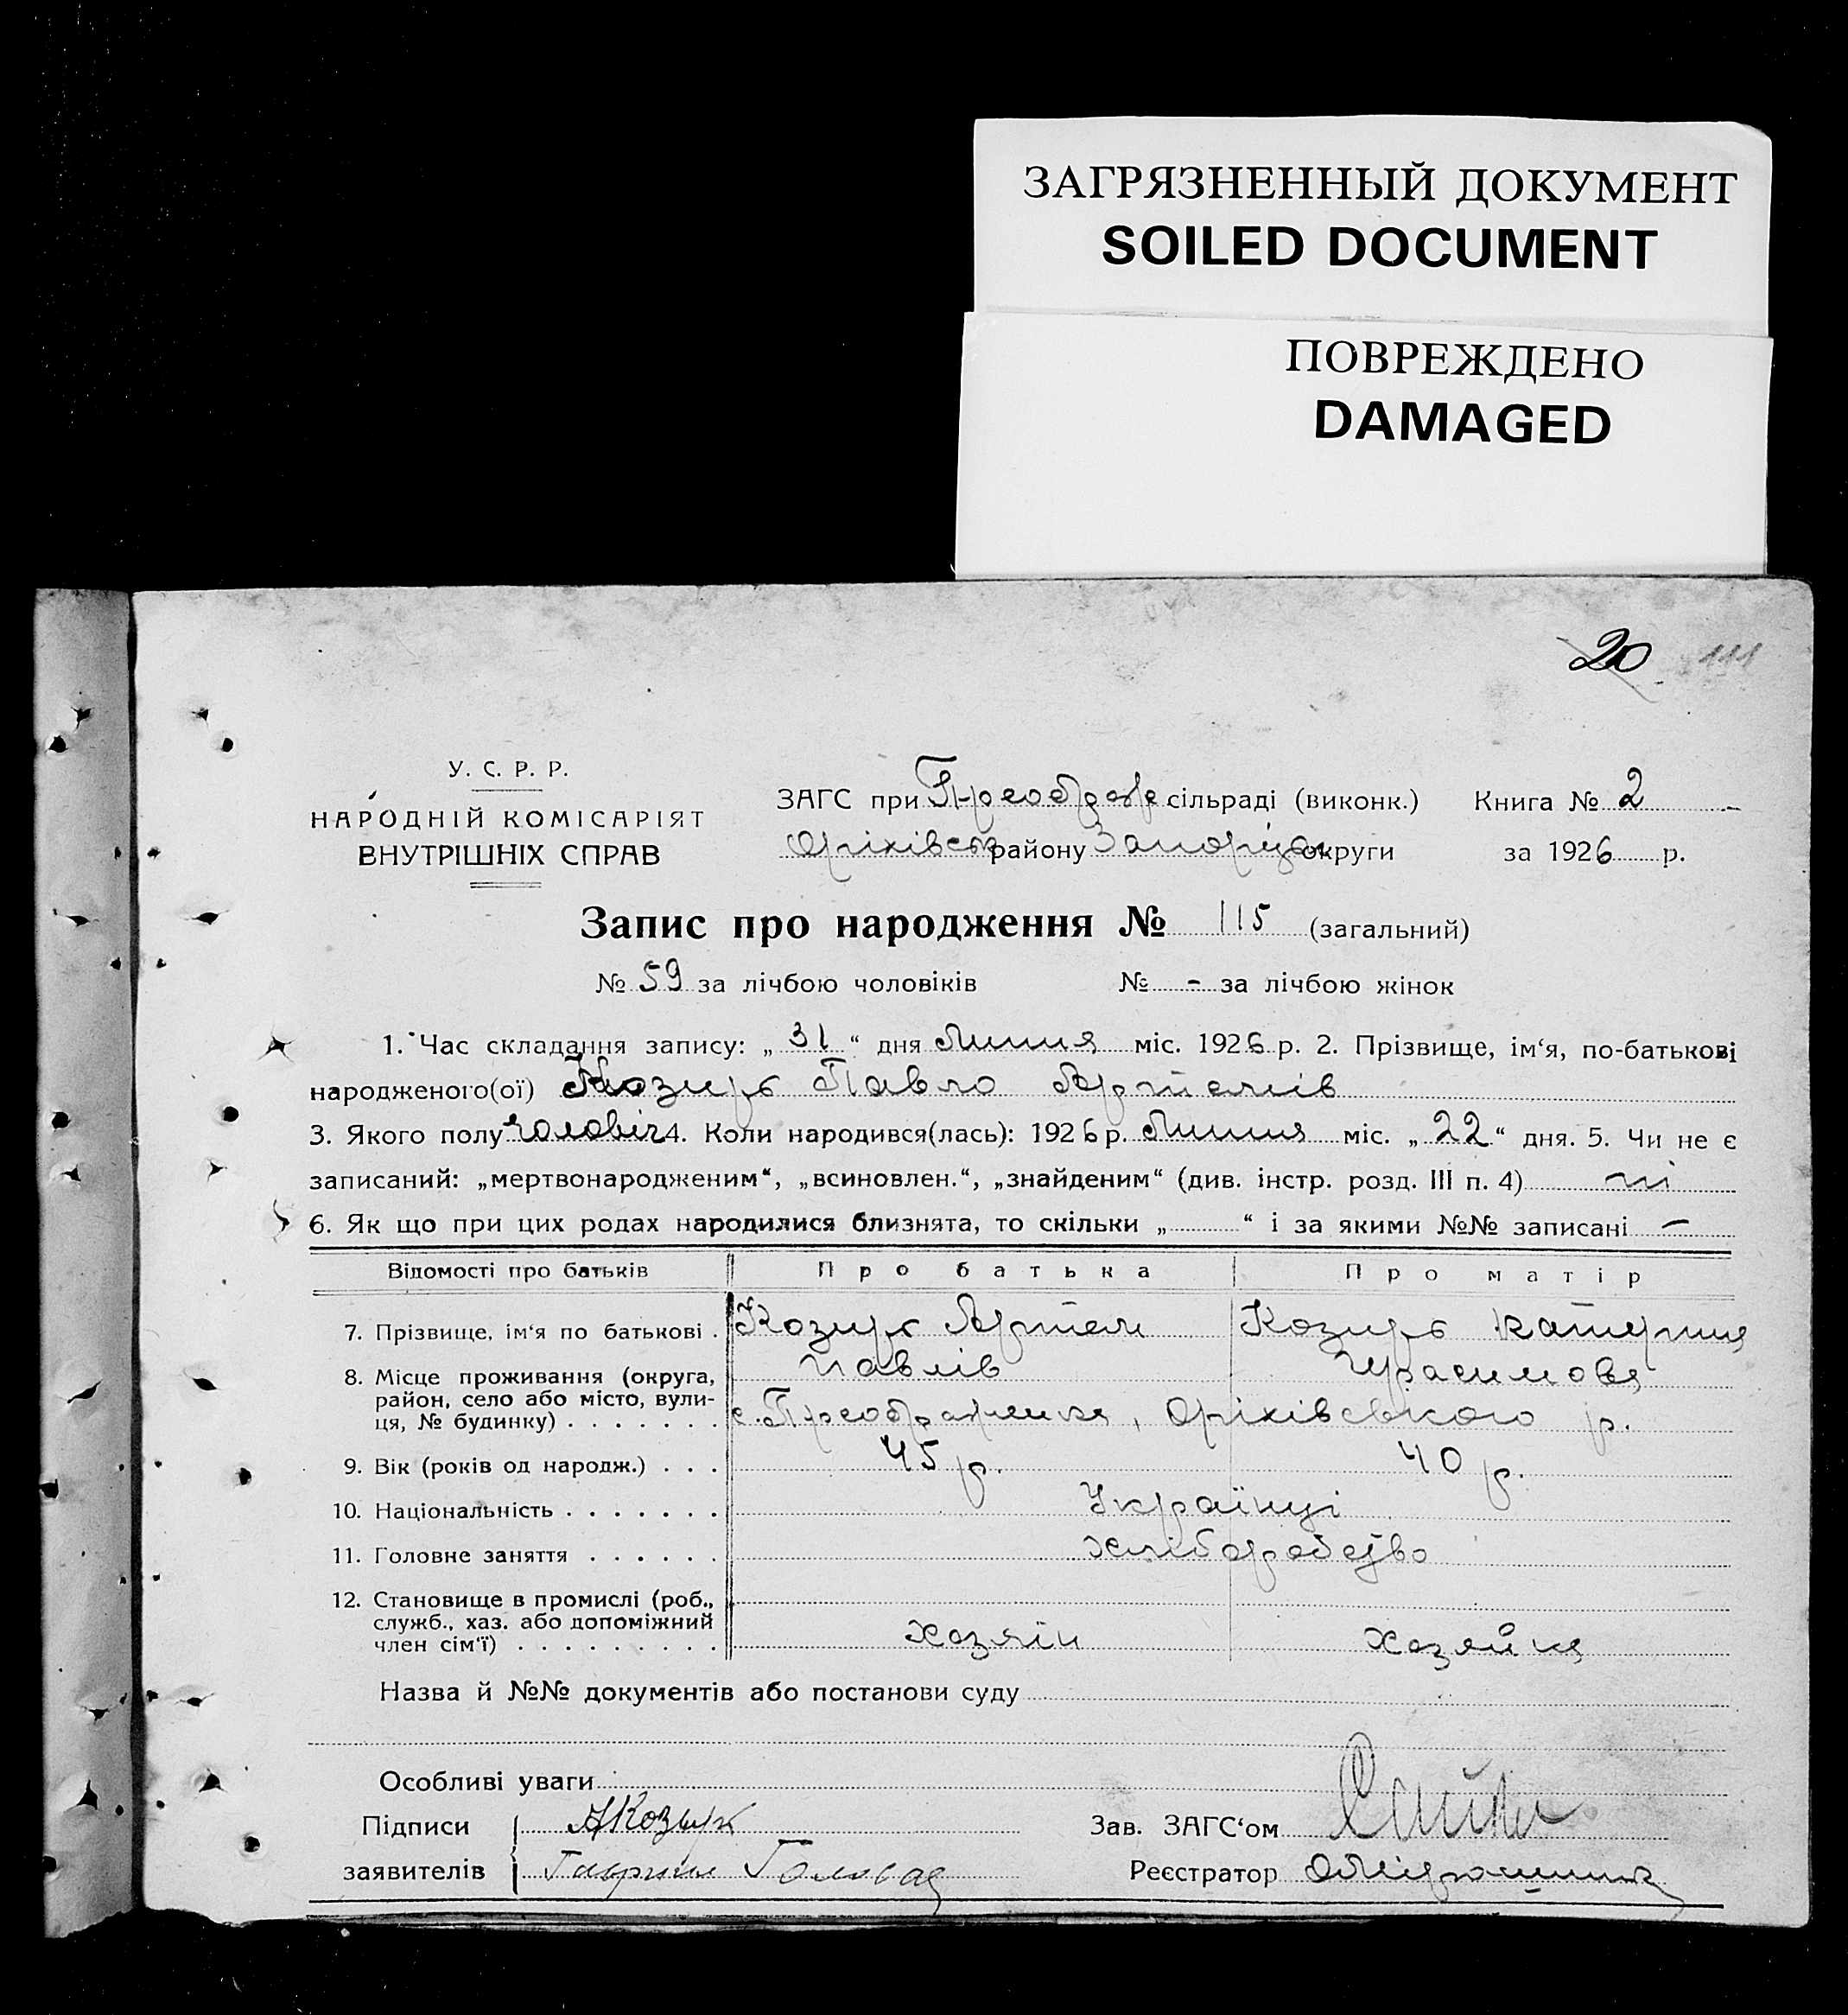 ЗАГРЯЗНЕННЫЙ ДОКУМЕНТ
SOILED DOCUMENT
ПОВРЕЖДЕНО
DAMAGED
20 111
У. С. Р. Р.
НАРОДНІЙ КОМІСАРІЯТ
ВНУТРІШНІХ СПРАВ
ЗАГС при Преображе сільраді (виконк.) Книга № 2
Оріхівськ району Запоріцьк округи за 1926 р.
Запис про народження № 115 (загальний)
№ 59 за лічбою чоловіків № - за лічбою жінок
1. Час складання запису: „ 31 “ дня Липня міс. 1926 р. 2. Прізвище, ім‘я, по-батькові
народженого(ої) Козирь Павло Артемів
3. Якого полу чоловіч 4. Коли народився(лась): 1926 р. Липня міс. „ 22 “ дня. 5. Чи не є
записаний: „мертвонародженим“, „всиновлен.“, „знайденим“ (див. інстр. розд. III п. 4) ні
6. Як що при цих родах народилися близнята, то скільки „ “ і за якими №№ записані -
Відомості про батьків Про батька Про матір
7. Прізвище, ім‘я по батькові . Козирь Артем Козирь Катерина
Павлів Герасимовя
8. Місце проживання (округа,
район, село або місто, вули-
ця, № будинку) . . . . . . . с. Преображенка, Оріхівського р.
9. Вік (років од народж.) . . . 45 р. 40 р.
10. Національність . . . . . . . Українці
11. Головне заняття . . . . . . хліборобство
12. Становище в промислі (роб.,
служб., хаз. або допоміжний
член сім‘ї) . . . . . . . . . хозяїн хозяйка
Назва й №№ документів або постанови суду
Особливі уваги
Підписи АКозирь Зав. ЗАГС‘ом
заявителів Гаврил Головая Реєстратор ОМірошник